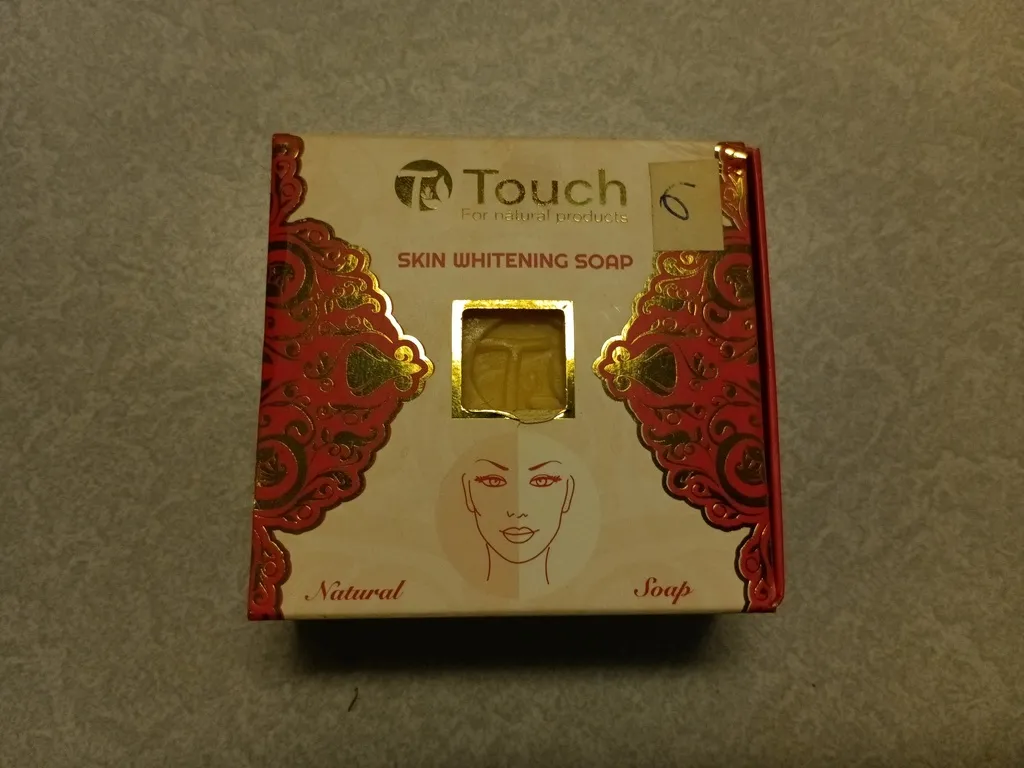 Touch
For natural products
6
SKIN WHITENING SOAP
T
Natural Soap